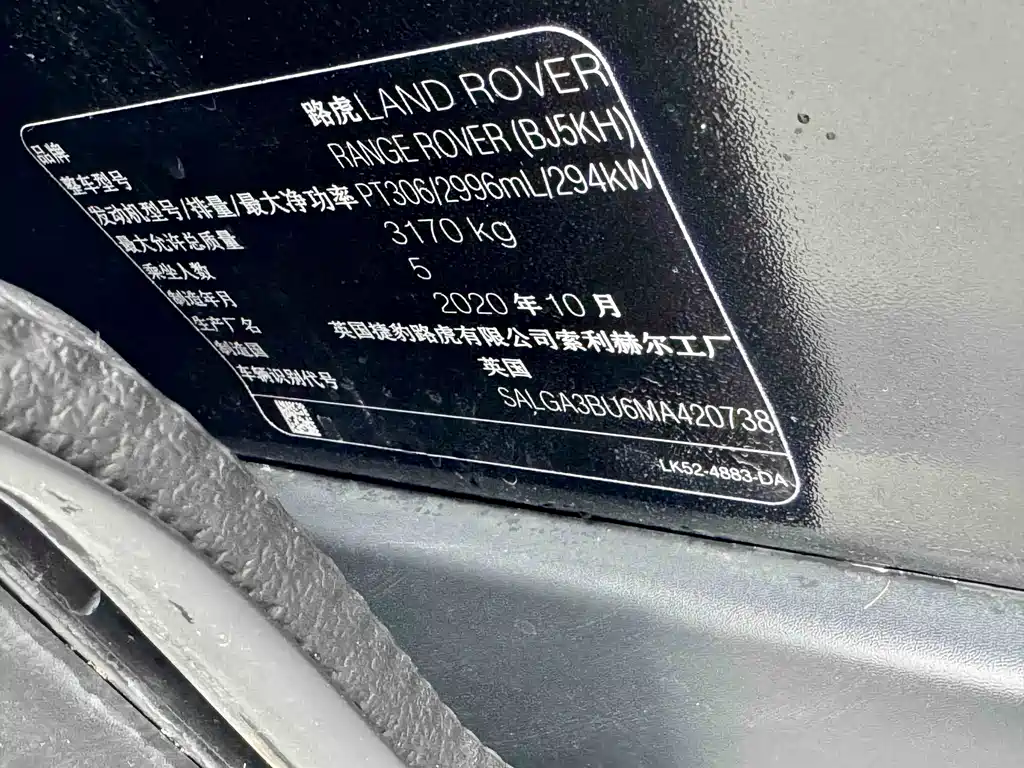 品牌 路虎LAND ROVER
整车型号 RANGE ROVER (BJ5KH)
发动机型号/排量/最大净功率 PT306/2996mL/294kW
最大允许总质量 3170 kg
乘坐人数 5
制造年月 2020 年 10 月
生产厂名 英国捷豹路虎有限公司索利赫尔工厂
制造国 英国
车辆识别代号 SALGA3BU6MA420738
LK52-4883-DA